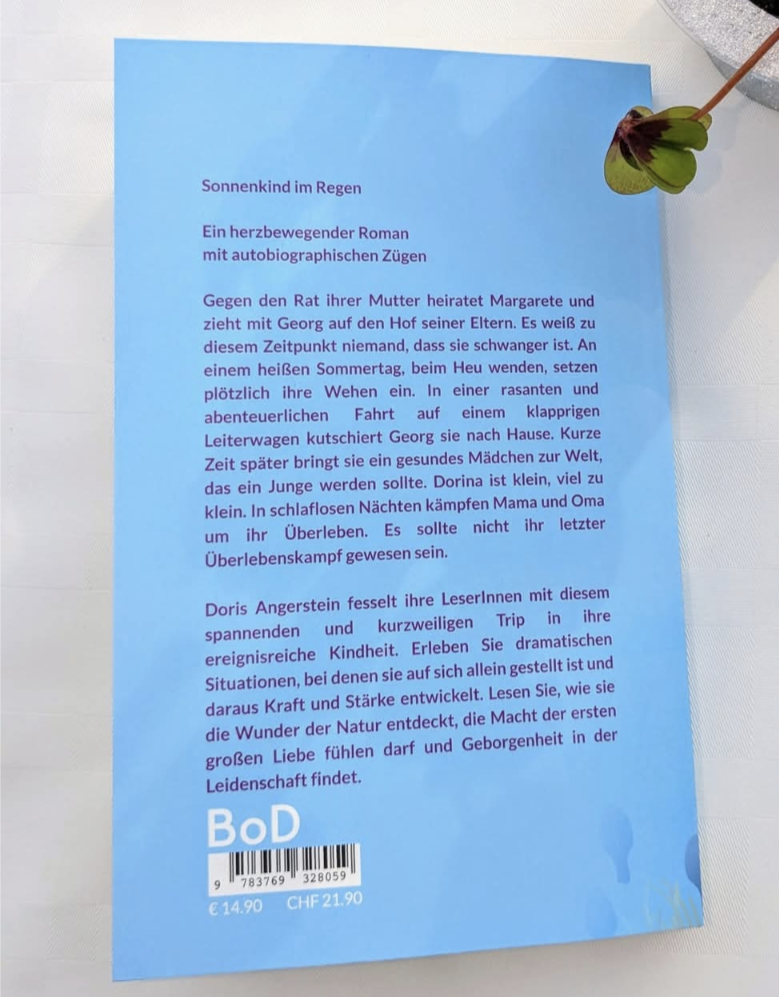 Sonnenkind im Regen
Ein herzbewegender Roman
mit autobiographischen Zügen
Gegen den Rat ihrer Mutter heiratet Margarete und
zieht mit Georg auf den Hof seiner Eltern. Es weiß zu
diesem Zeitpunkt niemand, dass sie schwanger ist. An
einem heißen Sommertag, beim Heu wenden, setzen
plötzlich ihre Wehen ein. In einer rasanten und
abenteuerlichen Fahrt auf einem klapprigen
Leiterwagen kutschiert Georg sie nach Hause. Kurze
Zeit später bringt sie ein gesundes Mädchen zur Welt,
das ein Junge werden sollte. Dorina ist klein, viel zu
klein. In schlaflosen Nächten kämpfen Mama und Oma
um ihr Überleben. Es sollte nicht ihr letzter
Überlebenskampf gewesen sein.
Doris Angerstein fesselt ihre LeserInnen mit diesem
spannenden und kurzweiligen Trip in ihre
ereignisreiche Kindheit. Erleben Sie dramatischen
Situationen, bei denen sie auf sich allein gestellt ist und
daraus Kraft und Stärke entwickelt. Lesen Sie, wie sie
die Wunder der Natur entdeckt, die Macht der ersten
großen Liebe fühlen darf und Geborgenheit in der
Leidenschaft findet.
BoD
9 783769 328059
€ 14.90 CHF 21.90